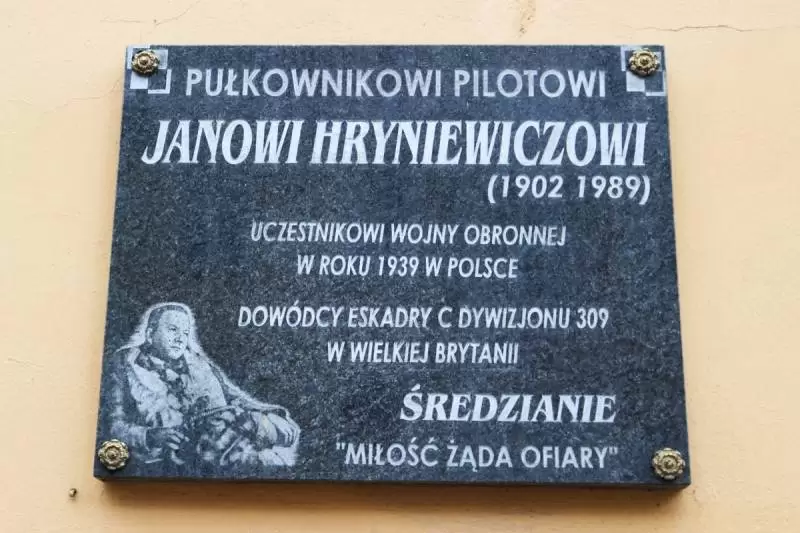 PUŁKOWNIKOWI PILOTOWI
JANOWI HRYNIEWICZOWI
(1902 1989)
UCZESTNIKOWI WOJNY OBRONNEJ
W ROKU 1939 W POLSCE
DOWÓDCY ESKADRY C DYWIZJONU 309
W WIELKIEJ BRYTANII
ŚREDZIANIE
"MIŁOŚĆ ŻĄDA OFIARY"